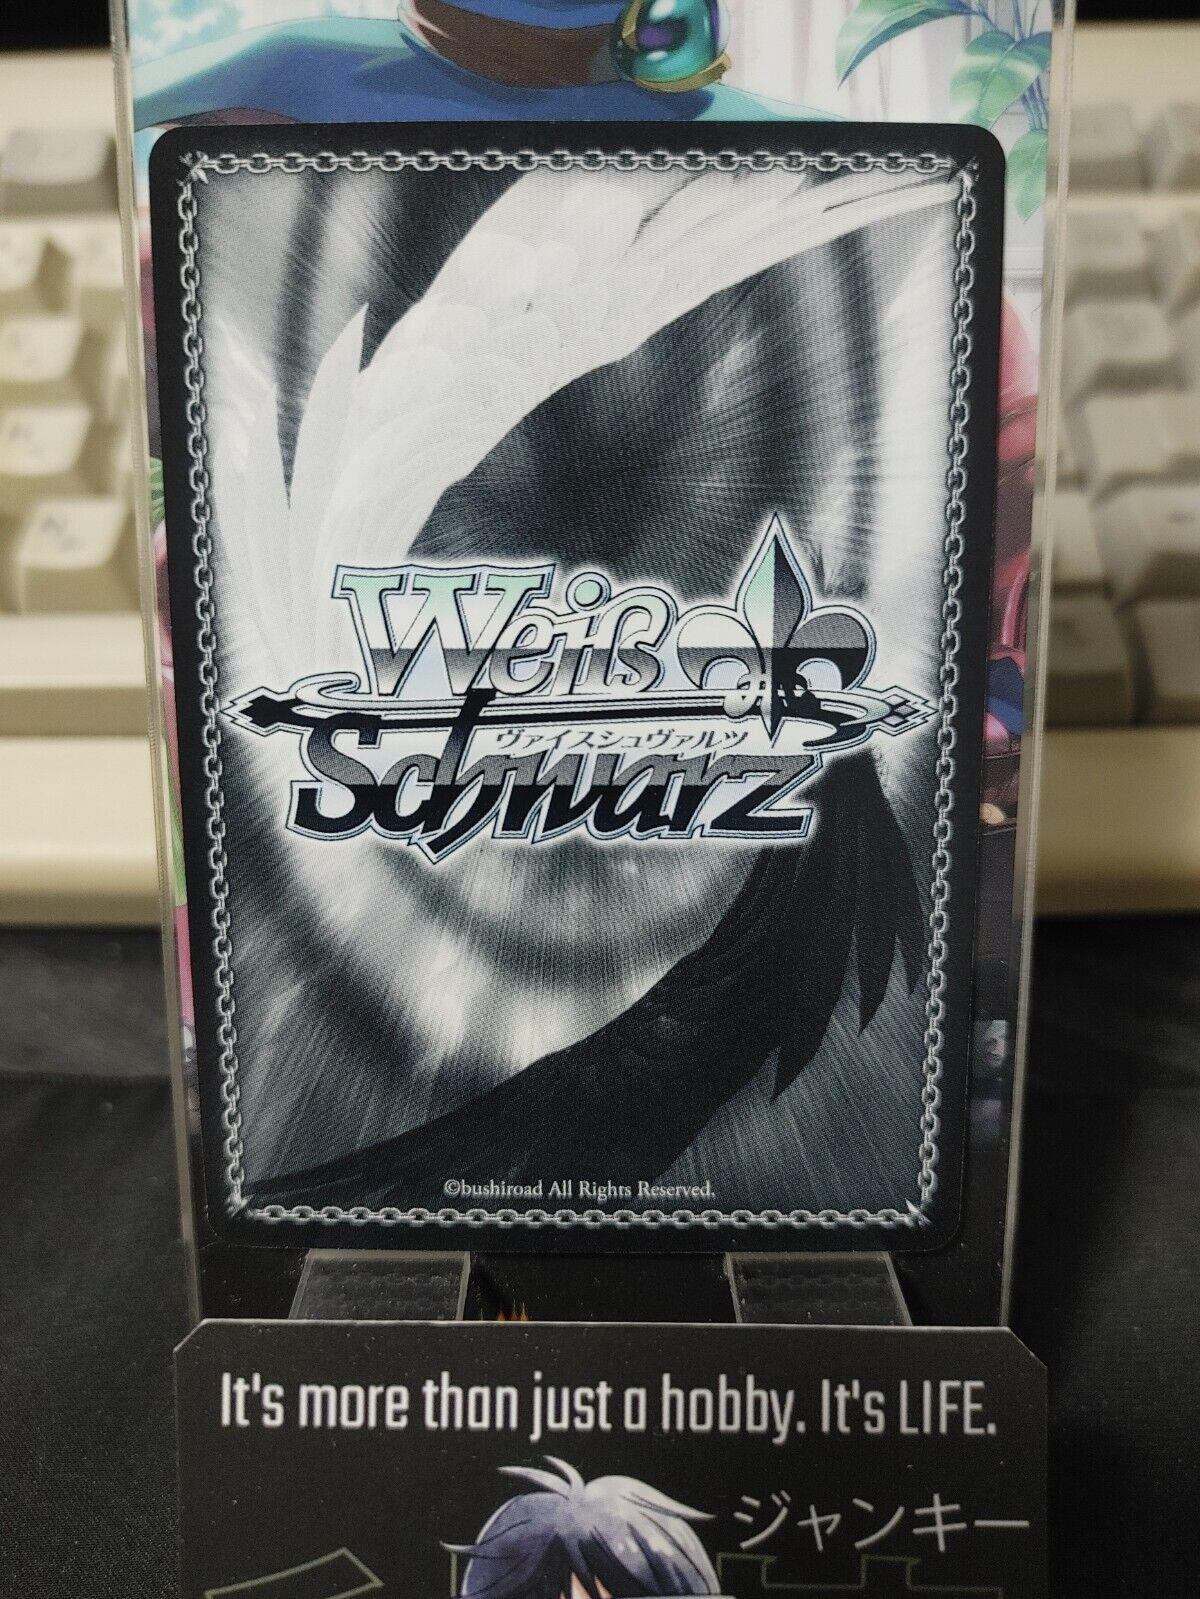 Weiß
ヴァイスシュヴァルツ
Schwarz
©bushiroad All Rights Reserved.
It's more than just a hobby. It's LIFE.
ジャンキー